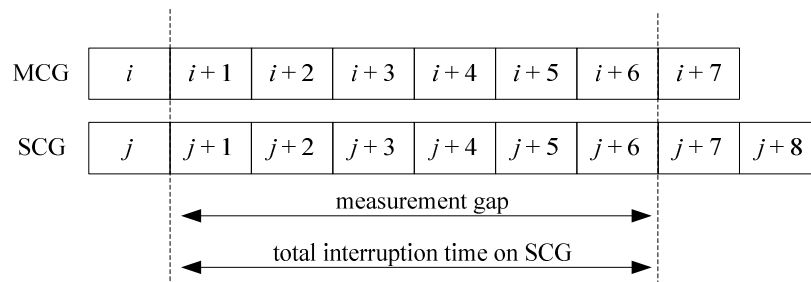 MCG i i + 1 i + 2 i + 3 i + 4 i + 5 i + 6 i + 7
SCG j j + 1 j + 2 j + 3 j + 4 j + 5 j + 6 j + 7 j + 8
measurement gap
total interruption time on SCG